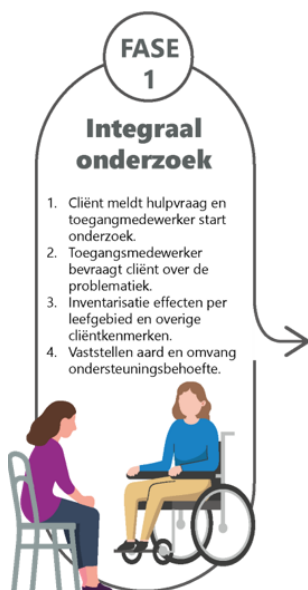 FASE
1
Integraal
onderzoek
1. Cliënt meldt hulpvraag en
toegangmedewerker start
onderzoek.
2. Toegangsmedewerker
bevraagt cliënt over de
problematiek.
3. Inventarisatie effecten per
leefgebied en overige
cliëntkenmerken.
4. Vaststellen aard en omvang
ondersteuningsbehoefte.